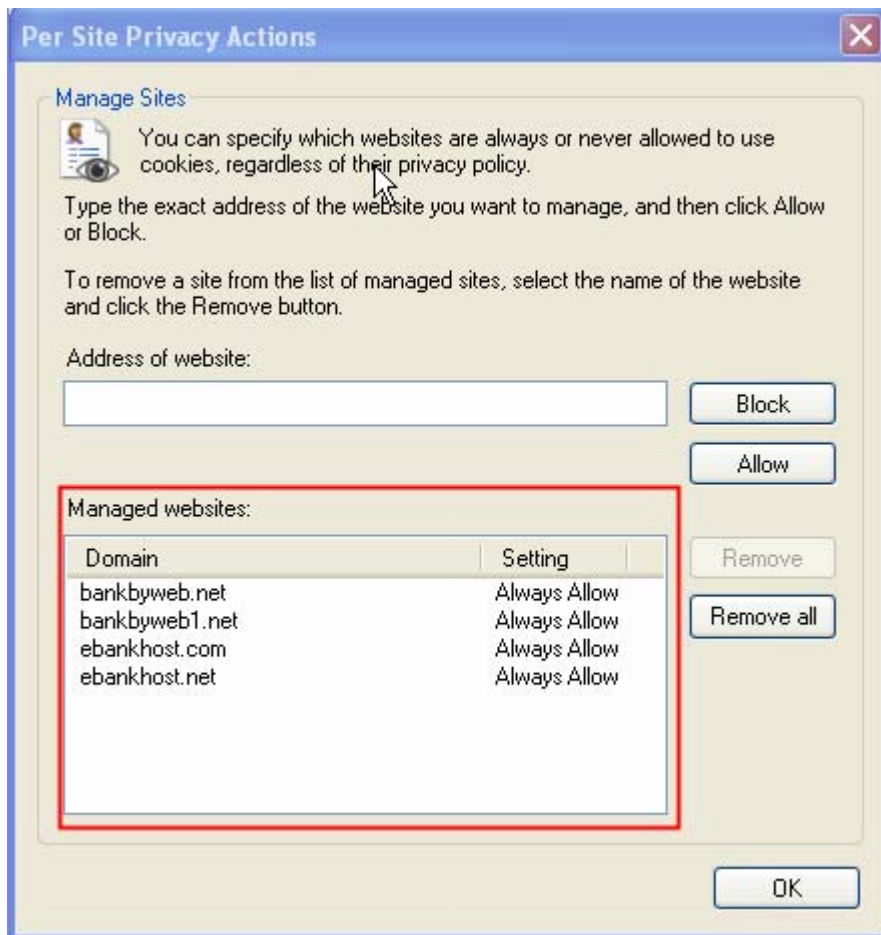 Per Site Privacy Actions
Manage Sites
You can specify which websites are always or never allowed to use
cookies, regardless of their privacy policy.
Type the exact address of the website you want to manage, and then click Allow
or Block.
To remove a site from the list of managed sites, select the name of the website
and click the Remove button.
Address of website:
Block
Allow
Managed websites:
Domain Setting
Remove
bankbyweb.net Always Allow
bankbyweb1.net Always Allow
Remove all
ebankhost.com Always Allow
ebankhost.net Always Allow
OK